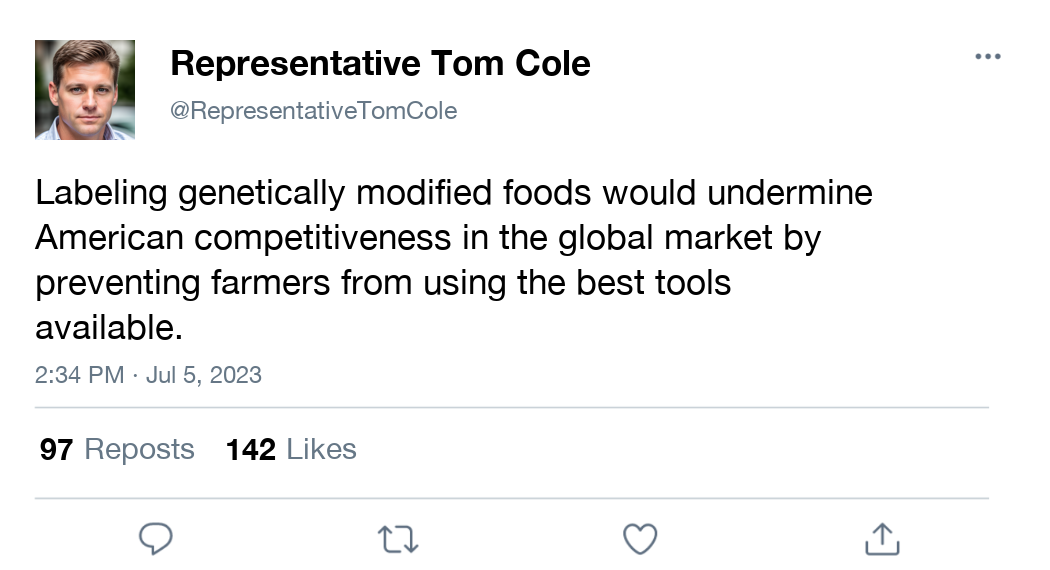 Representative Tom Cole
@RepresentativeTomCole
Labeling genetically modified foods would undermine
American competitiveness in the global market by
preventing farmers from using the best tools
available.
2:34 PM · Jul 5, 2023
97 Reposts 142 Likes